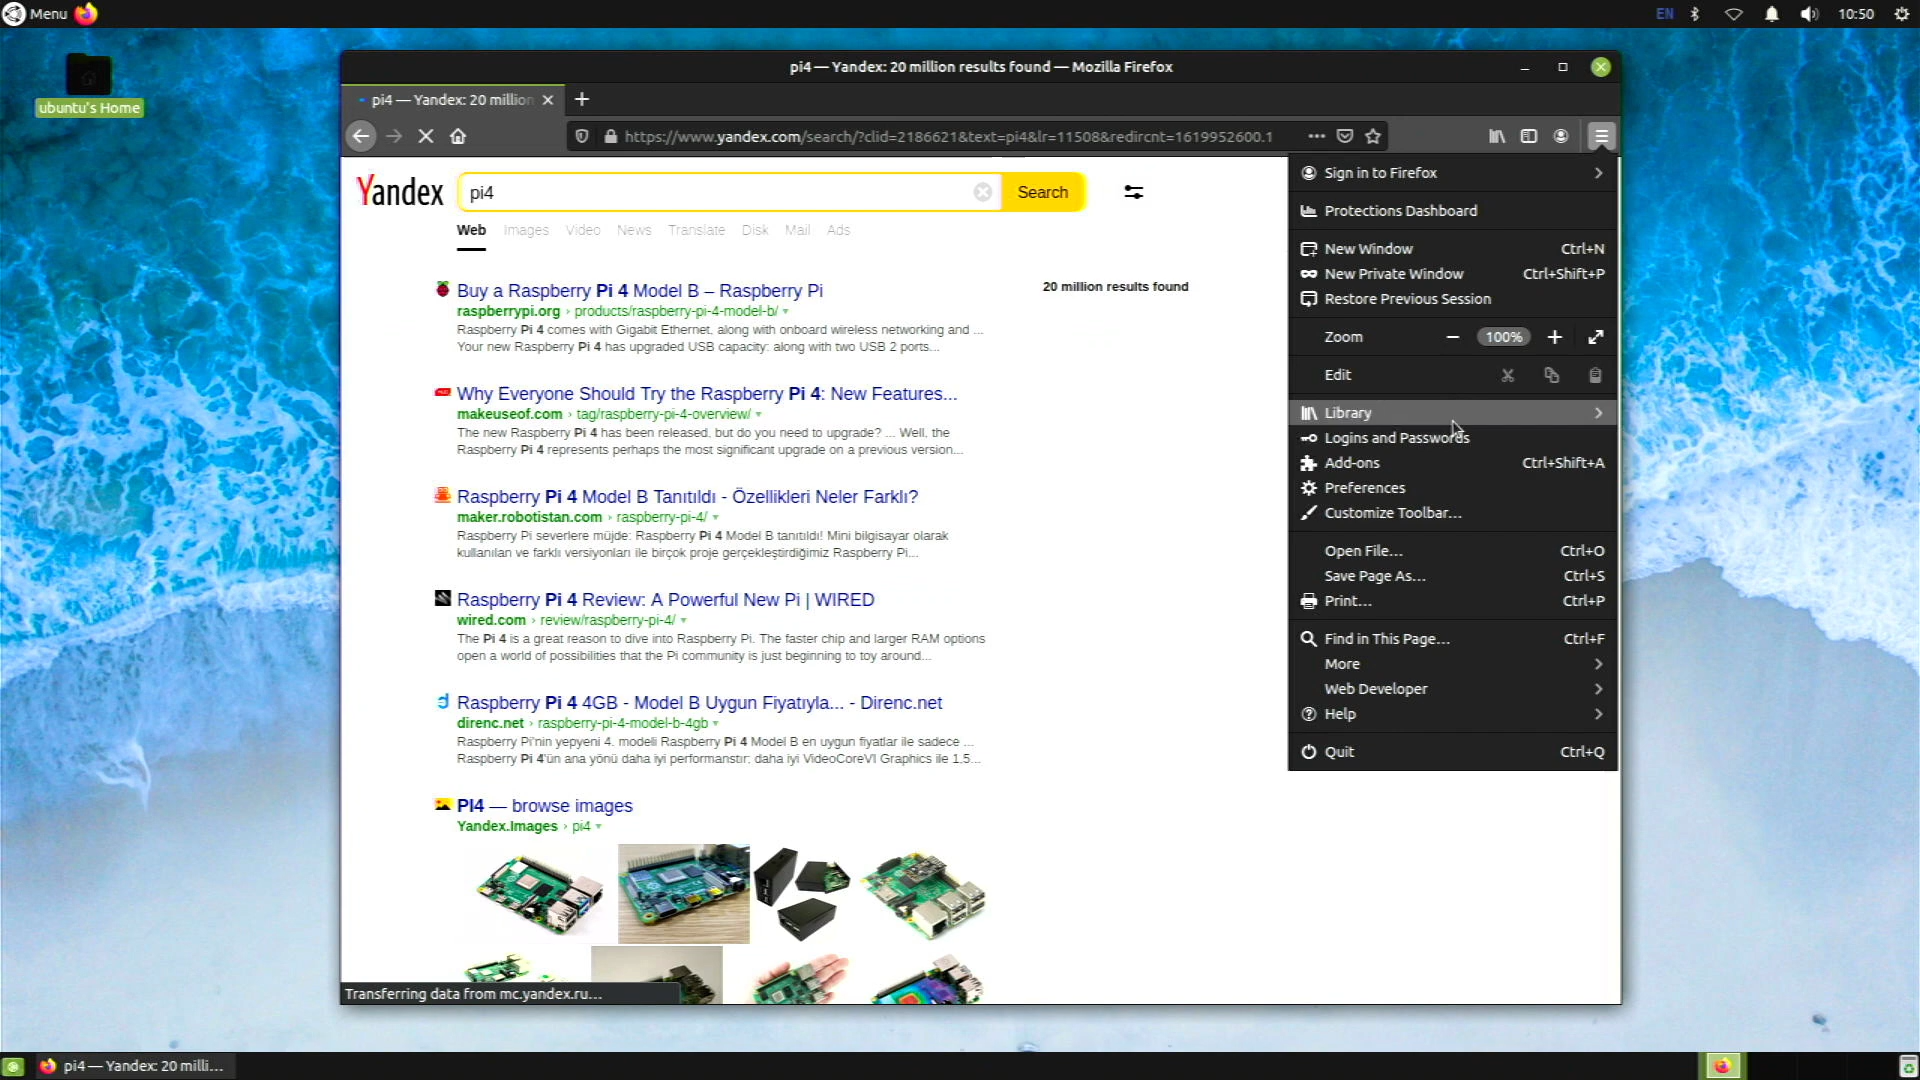 Menu
EN
10:50
ubuntu's Home
pi4 — Yandex: 20 million results found — Mozilla Firefox
pi4 — Yandex: 20 million
https://www.yandex.com/search/?clid=2186621&text=pi4&lr=11508&redircnt=1619952600.1
Yandex
pi4
Search
Web Images Video News Translate Disk Mail Ads
20 million results found
Buy a Raspberry Pi 4 Model B – Raspberry Pi
raspberrypi.org › products/raspberry-pi-4-model-b/
Raspberry Pi 4 comes with Gigabit Ethernet, along with onboard wireless networking and ...
Your new Raspberry Pi 4 has upgraded USB capacity: along with two USB 2 ports...
Why Everyone Should Try the Raspberry Pi 4: New Features...
makeuseof.com › tag/raspberry-pi-4-overview/
The new Raspberry Pi 4 has been released, but do you need to upgrade? ... Well, the
Raspberry Pi 4 represents perhaps the most significant upgrade on a previous version...
Raspberry Pi 4 Model B Tanıtıldı - Özellikleri Neler Farklı?
maker.robotistan.com › raspberry-pi-4/
Raspberry Pi severlere müjde: Raspberry Pi 4 Model B tanıtıldı! Mini bilgisayar olarak
kullanılan ve farklı versiyonları ile birçok proje gerçekleştirdiğimiz Raspberry Pi...
Raspberry Pi 4 Review: A Powerful New Pi | WIRED
wired.com › review/raspberry-pi-4/
The Pi 4 is a great reason to dive into Raspberry Pi. The faster chip and larger RAM options
open a world of possibilities that the Pi community is just beginning to toy around...
Raspberry Pi 4 4GB - Model B Uygun Fiyatıyla... - Direnc.net
direnc.net › raspberry-pi-4-model-b-4gb
Raspberry Pi'nin yepyeni 4. modeli Raspberry Pi 4 Model B en uygun fiyatlar ile sadece ...
Raspberry Pi 4'ün ana yönü daha iyi performanstır: daha iyi VideoCoreVI Graphics ile 1.5...
PI4 — browse images
Yandex.Images › pi4
Transferring data from mc.yandex.ru...
Sign in to Firefox
Protections Dashboard
New Window Ctrl+N
New Private Window Ctrl+Shift+P
Restore Previous Session
Zoom 100%
Edit
Library
Logins and Passwords
Add-ons Ctrl+Shift+A
Preferences
Customize Toolbar...
Open File... Ctrl+O
Save Page As... Ctrl+S
Print... Ctrl+P
Find in This Page... Ctrl+F
More
Web Developer
Help
Quit Ctrl+Q
pi4 — Yandex: 20 milli...